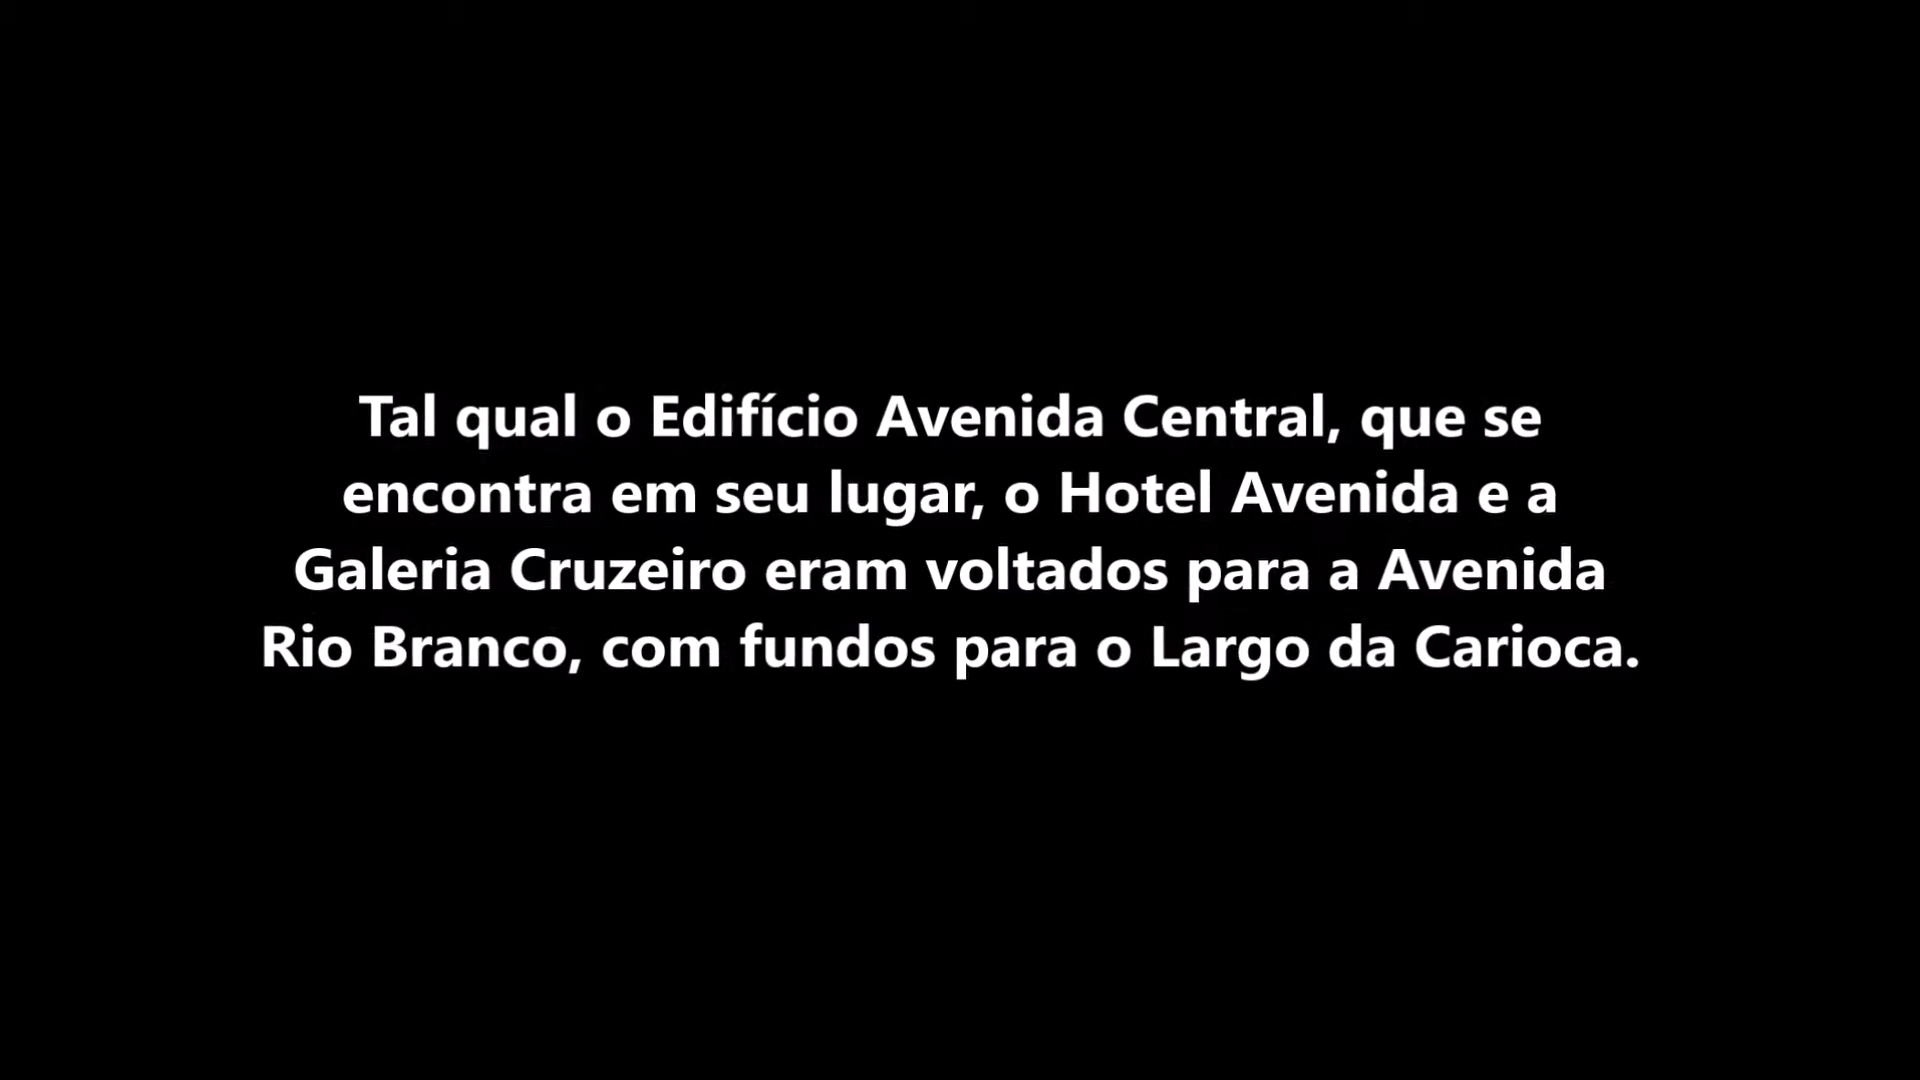 Tal qual o Edifício Avenida Central, que se
encontra em seu lugar, o Hotel Avenida e a
Galeria Cruzeiro eram voltados para a Avenida
Rio Branco, com fundos para o Largo da Carioca.